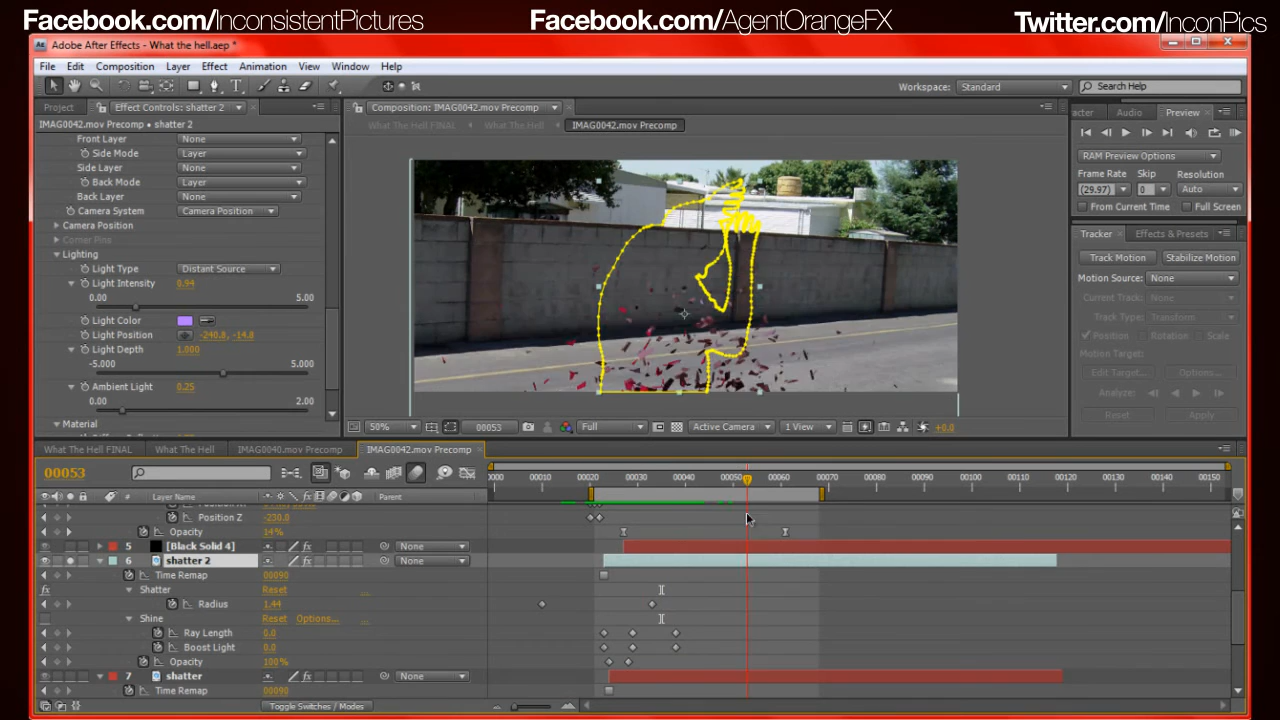 Facebook.com/InconsistentPictures Facebook.com/AgentOrangeFX Twitter.com/InconPics
Adobe After Effects - What the hell.aep *
File Edit Composition Layer Effect Animation View Window Help
Workspace: Standard Search Help
Project Effect Controls: shatter 2 Composition: IMAG0042.mov Precomp acter Audio Preview
IMAG0042.mov Precomp • shatter 2 What The Hell FINAL What The Hell IMAG0042.mov Precomp
Front Layer None
Side Mode Layer
Side Layer None
Back Mode Layer
Back Layer None
Camera System Camera Position
Camera Position
Corner Pins
Lighting
Light Type Distant Source
Light Intensity 0.94
0.00 5.00
Light Color
Light Position -240.8, -14.8
Light Depth 1.000
-5.000 5.000
Ambient Light 0.25
0.00 2.00
Material
RAM Preview Options
Frame Rate Skip Resolution
(29.97) 0 Auto
From Current Time Full Screen
Tracker Effects & Presets
Track Motion Stabilize Motion
Motion Source: None
Current Track: None
Track Type: Transform
Position Rotation Scale
Motion Target:
Edit Target... Options...
Analyze:
Reset Apply
50% 00053 Full Active Camera 1 View +0.0
What The Hell FINAL What The Hell IMAG0040.mov Precomp IMAG0042.mov Precomp
00053 0000 00010 00020 00030 00040 00050 00060 00070 00080 00090 00100 00110 00120 00130 00140 00150
# Layer Name Parent
Position Z -230.0
Opacity 14%
5 [Black Solid 4] None
6 shatter 2 None
Time Remap 00090
fx Shatter Reset ...
Radius 1.44
Shine Reset Options... ...
Ray Length 0.0
Boost Light 0.0
Opacity 100%
7 shatter None
Time Remap 00090
Toggle Switches / Modes